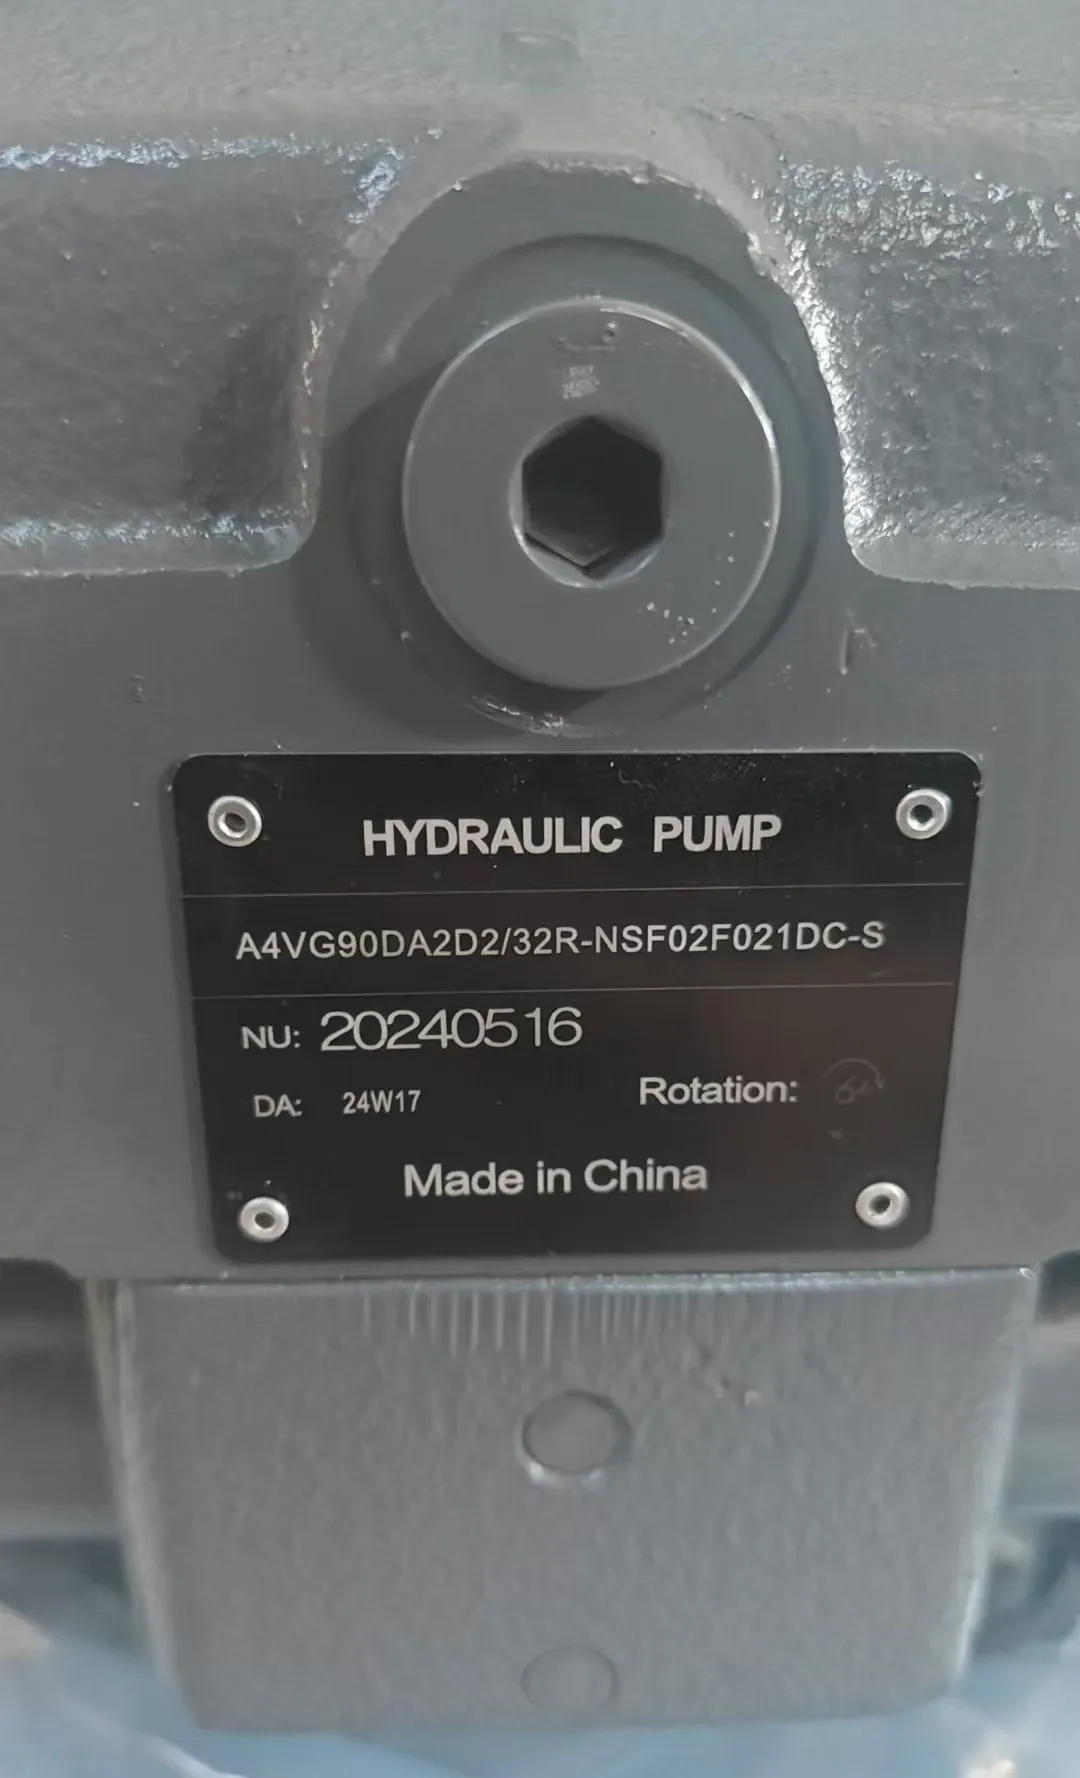 HYDRAULIC PUMP
A4VG90DA2D2/32R-NSF02F021DC-S
NU: 20240516
DA: 24W17 Rotation:
Made in China